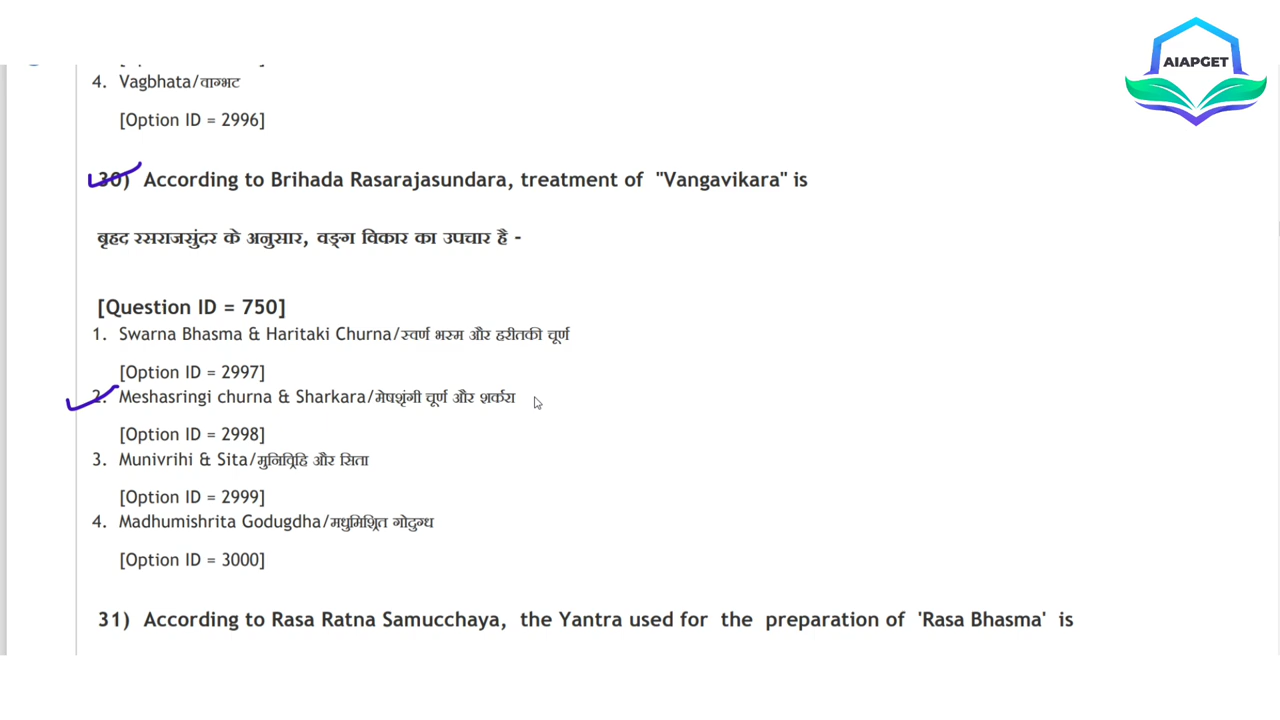 AIAPGET
4. Vagbhata/वाग्भट
[Option ID = 2996]
30) According to Brihada Rasarajasundara, treatment of "Vangavikara" is
बृहद रसराजसुंदर के अनुसार, वङ्ग विकार का उपचार है -
[Question ID = 750]
1. Swarna Bhasma & Haritaki Churna/स्वर्ण भस्म और हरीतकी चूर्ण
[Option ID = 2997]
2. Meshasringi churna & Sharkara/मेषशृंगी चूर्ण और शर्करा
[Option ID = 2998]
3. Munivrihi & Sita/मुनिव्रिहि और सिता
[Option ID = 2999]
4. Madhumishrita Godugdha/मधुमिश्रित गोदुग्ध
[Option ID = 3000]
31) According to Rasa Ratna Samucchaya, the Yantra used for the preparation of 'Rasa Bhasma' is